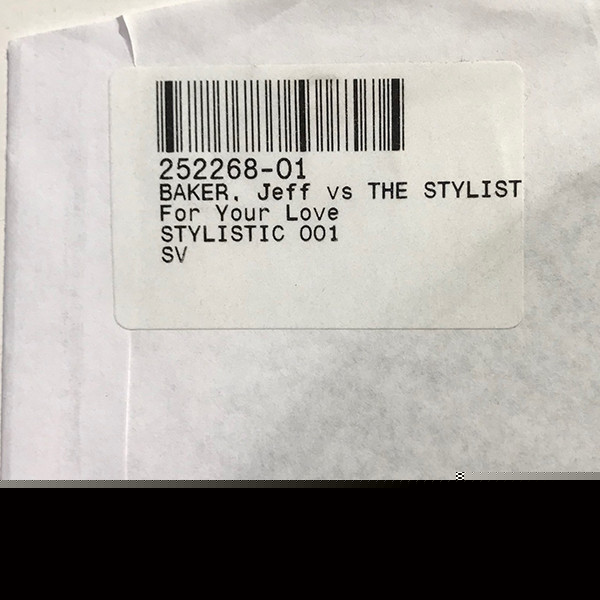 252268-01
BAKER, Jeff vs THE STYLIST
For Your Love
STYLISTIC 001
SV